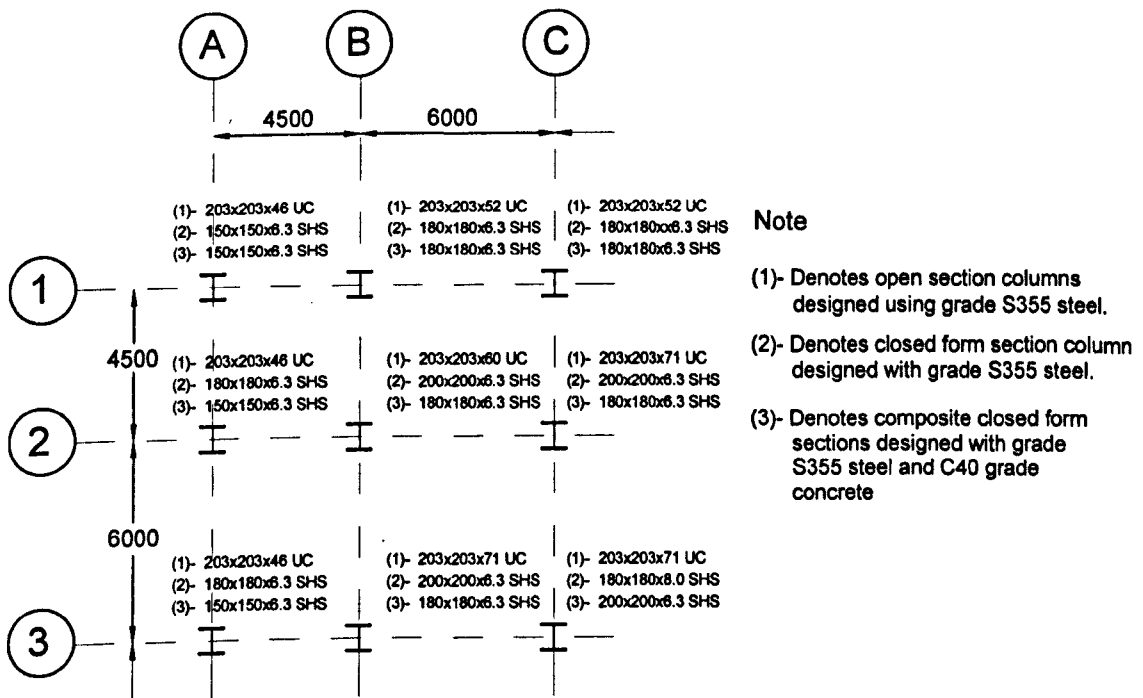 A
B
C
4500
6000
(1)- 203x203x46 UC
(2)- 150x150x6.3 SHS
(3)- 150x150x6.3 SHS
(1)- 203x203x52 UC
(2)- 180x180x6.3 SHS
(3)- 180x180x6.3 SHS
(1)- 203x203x52 UC
(2)- 180x180xx6.3 SHS
(3)- 180x180x6.3 SHS
1
4500
(1)- 203x203x46 UC
(2)- 180x180x6.3 SHS
(3)- 150x150x6.3 SHS
(1)- 203x203x60 UC
(2)- 200x200x6.3 SHS
(3)- 180x180x6.3 SHS
(1)- 203x203x71 UC
(2)- 200x200x6.3 SHS
(3)- 180x180x6.3 SHS
2
6000
(1)- 203x203x46 UC
(2)- 180x180x6.3 SHS
(3)- 150x150x6.3 SHS
(1)- 203x203x71 UC
(2)- 200x200x6.3 SHS
(3)- 180x180x6.3 SHS
(1)- 203x203x71 UC
(2)- 180x180x8.0 SHS
(3)- 200x200x6.3 SHS
3
Note
(1)- Denotes open section columns
designed using grade S355 steel.
(2)- Denotes closed form section column
designed with grade S355 steel.
(3)- Denotes composite closed form
sections designed with grade
S355 steel and C40 grade
concrete